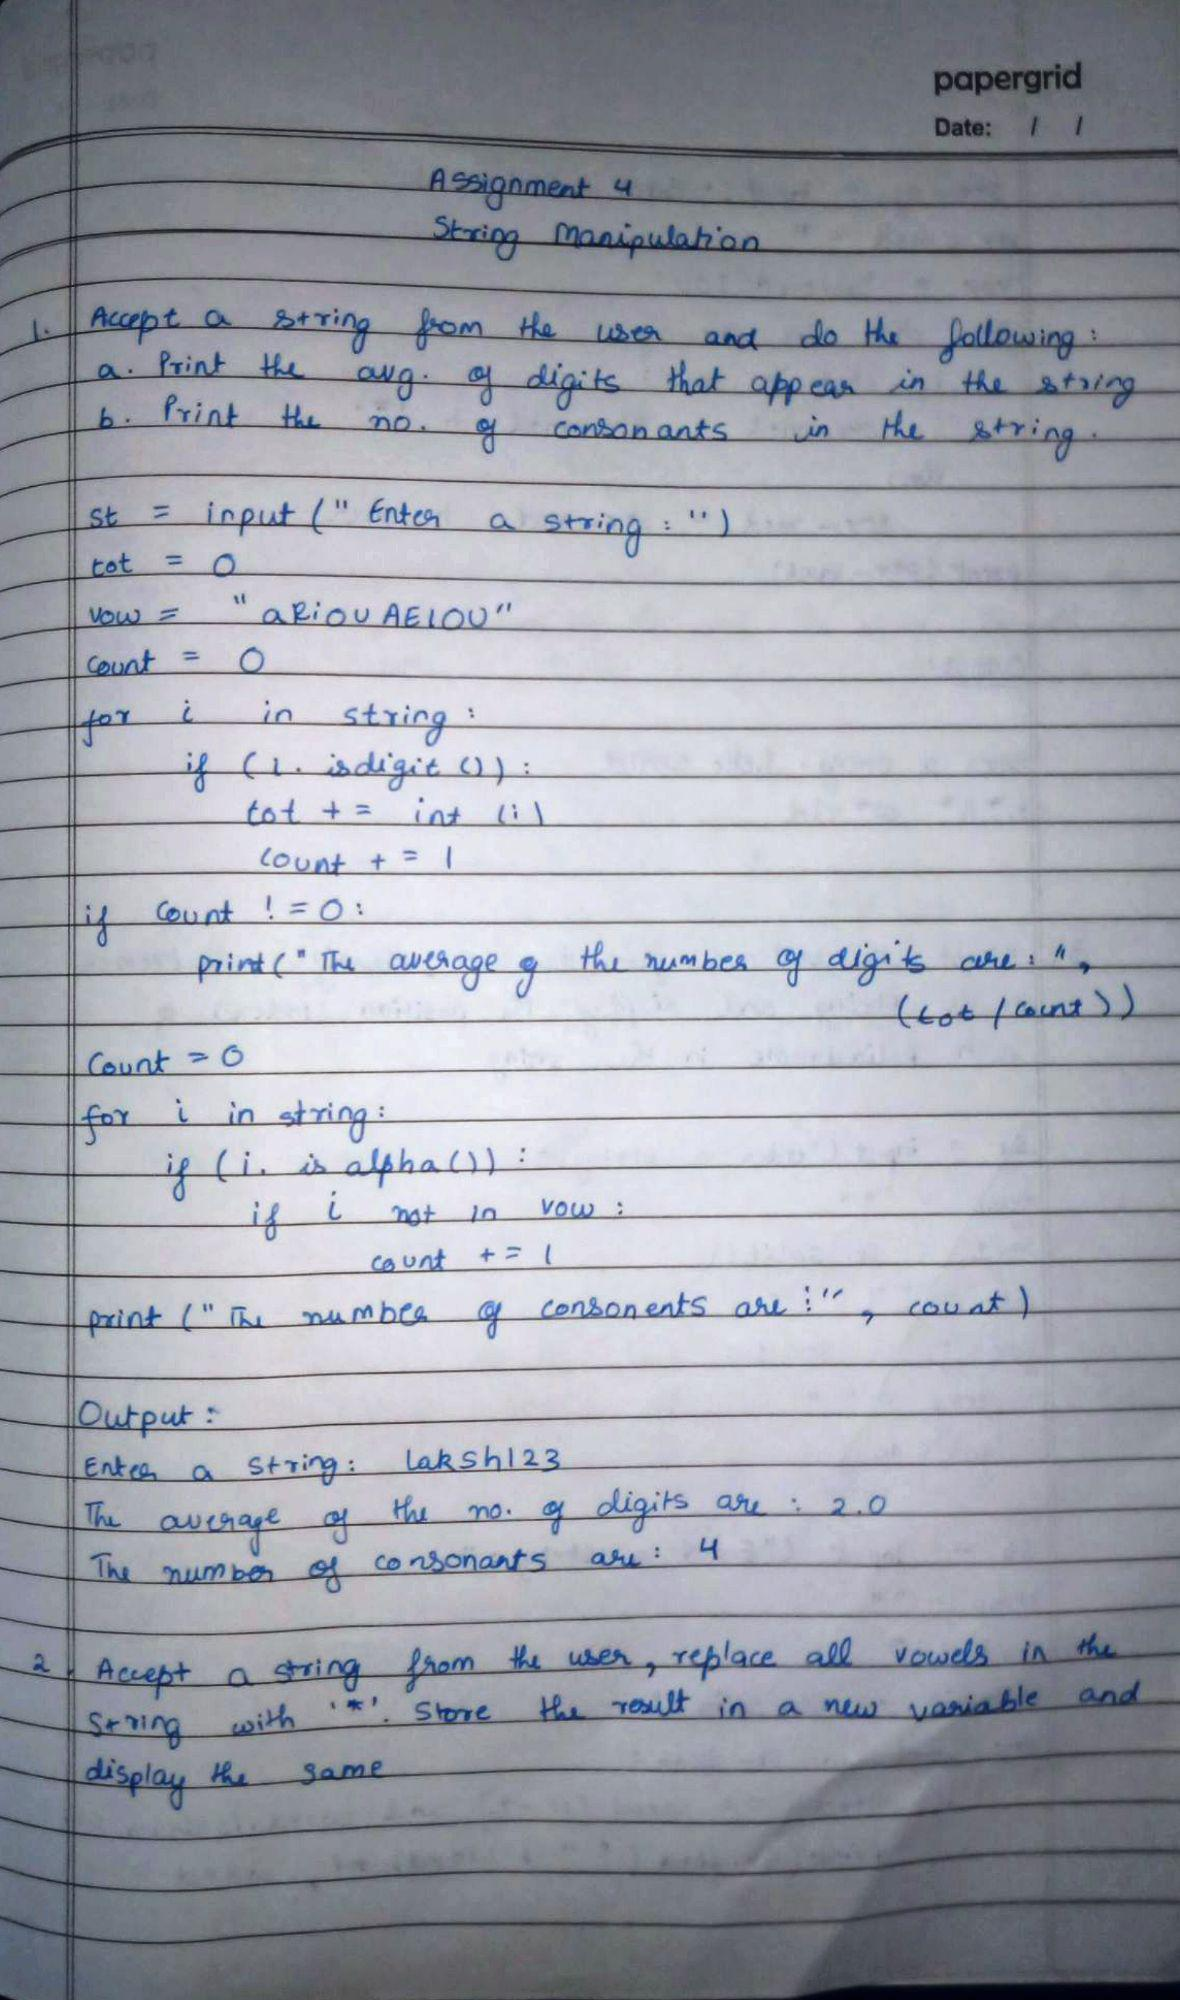 papergrid
Date: / /
Assignment 4
String Manipulation
1. Accept a string from the user and do the following:
a. Print the avg. of digits that appear in the string
b. Print the no. of consonants in the string.
st = input (" Enter a string : ")
tot = 0
vow = "aeiou AEIOU"
count = 0
for i in string :
if (i. isdigit ()) :
tot += int (i)
count += 1
if count != 0 :
print (" The average of the number of digits are : ",
(tot / count))
Count = 0
for i in string :
if (i. is alpha ()) :
if i not in vow :
count += 1
print (" The number of consonents are : ", count)
Output :
Enter a string : laksh123
The average of the no. of digits are : 2.0
The number of consonants are : 4
2 Accept a string from the user, replace all vowels in the
string with '*'. Store the result in a new variable and
display the same